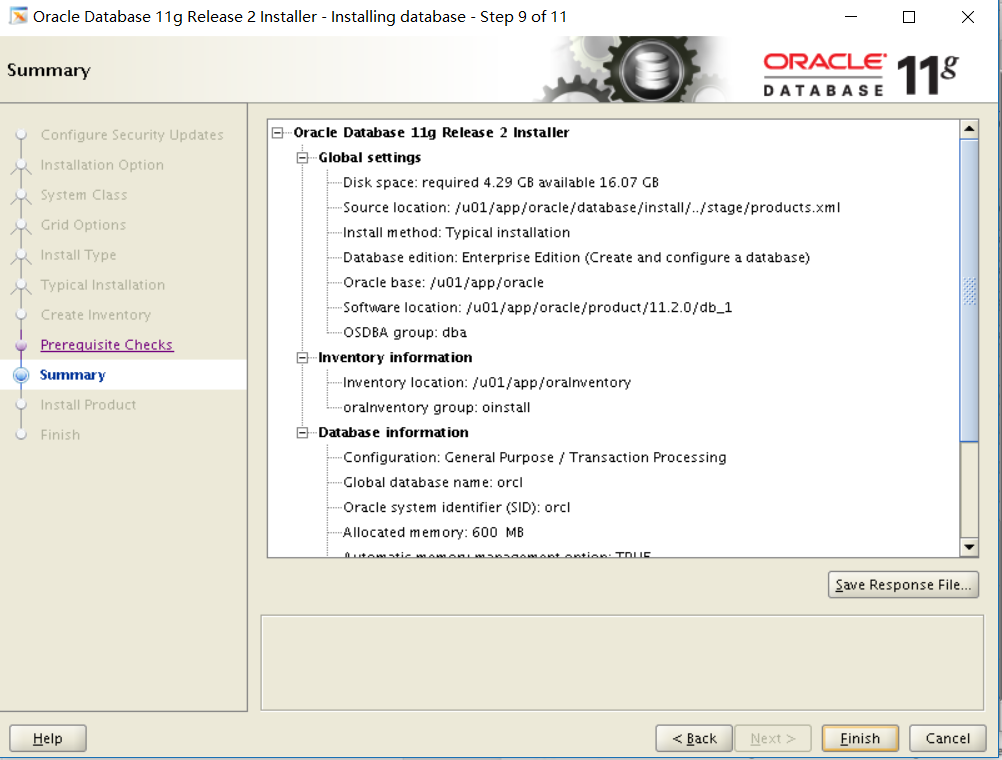 Oracle Database 11g Release 2 Installer - Installing database - Step 9 of 11
Summary
ORACLE
DATABASE
11g
Configure Security Updates
Installation Option
System Class
Grid Options
Install Type
Typical Installation
Create Inventory
Prerequisite Checks
Summary
Install Product
Finish
Oracle Database 11g Release 2 Installer
Global settings
Disk space: required 4.29 GB available 16.07 GB
Source location: /u01/app/oracle/database/install/../stage/products.xml
Install method: Typical installation
Database edition: Enterprise Edition (Create and configure a database)
Oracle base: /u01/app/oracle
Software location: /u01/app/oracle/product/11.2.0/db_1
OSDBA group: dba
Inventory information
Inventory location: /u01/app/oraInventory
oraInventory group: oinstall
Database information
Configuration: General Purpose / Transaction Processing
Global database name: orcl
Oracle system identifier (SID): orcl
Allocated memory: 600 MB
Automatic memory management option: TRUE
Save Response File...
Help
< Back
Next >
Finish
Cancel